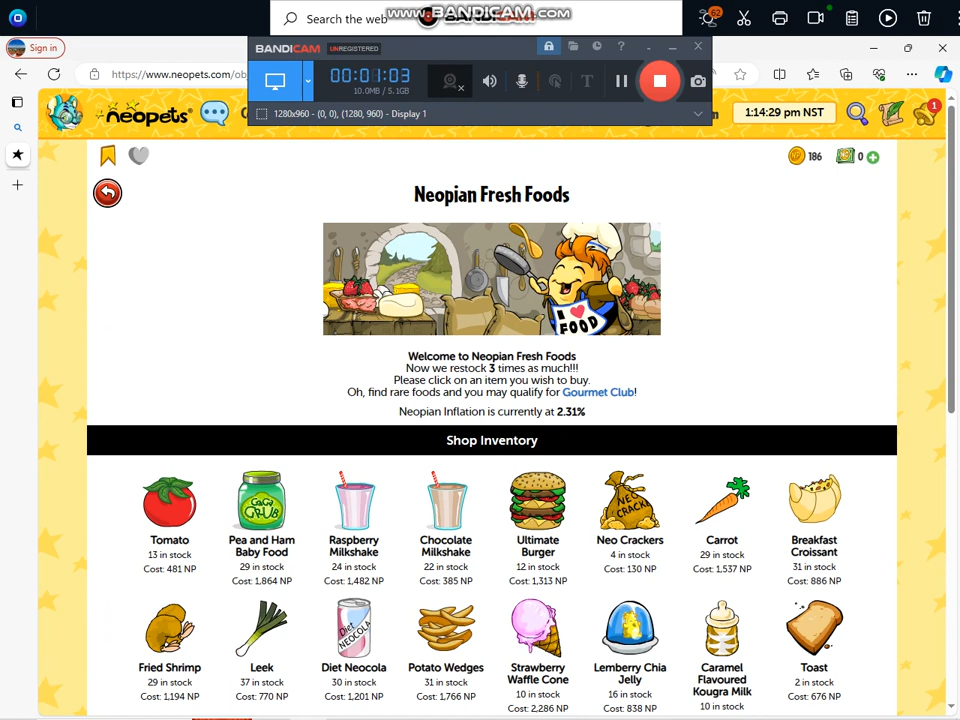 Search the web
www.BANDICAM.com
62
Sign in
BANDICAM UNREGISTERED
00:01:03
10.0MB / 5.1GB
1280x960 - (0, 0), (1280, 960) - Display 1
https://www.neopets.com/obj
neopets
1:14:29 pm NST
1
186
0
Neopian Fresh Foods
I ♥ FOOD
Welcome to Neopian Fresh Foods
Now we restock 3 times as much!!!
Please click on an item you wish to buy.
Oh, find rare foods and you may qualify for Gourmet Club!
Neopian Inflation is currently at 2.31%
Shop Inventory
GaGa GRUB
NEO CRACKERS
Tomato
13 in stock
Cost: 481 NP
Pea and Ham Baby Food
29 in stock
Cost: 1,864 NP
Raspberry Milkshake
24 in stock
Cost: 1,482 NP
Chocolate Milkshake
22 in stock
Cost: 385 NP
Ultimate Burger
12 in stock
Cost: 1,313 NP
Neo Crackers
4 in stock
Cost: 130 NP
Carrot
29 in stock
Cost: 1,537 NP
Breakfast Croissant
31 in stock
Cost: 886 NP
Diet NEOCOLA
Fried Shrimp
29 in stock
Cost: 1,194 NP
Leek
37 in stock
Cost: 770 NP
Diet Neocola
30 in stock
Cost: 1,201 NP
Potato Wedges
31 in stock
Cost: 1,766 NP
Strawberry Waffle Cone
10 in stock
Cost: 2,286 NP
Lemberry Chia Jelly
16 in stock
Cost: 838 NP
Caramel Flavoured Kougra Milk
10 in stock
Toast
2 in stock
Cost: 676 NP